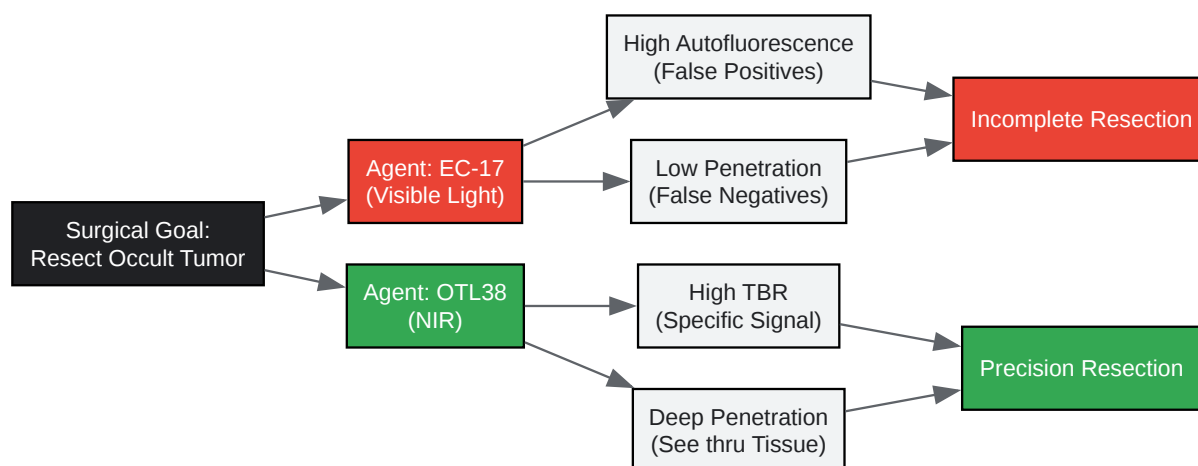 High Autofluorescence
(False Positives)
Incomplete Resection
Agent: EC-17
(Visible Light)
Low Penetration
(False Negatives)
Surgical Goal:
Resect Occult Tumor
Agent: OTL38
(NIR)
High TBR
(Specific Signal)
Precision Resection
Deep Penetration
(See thru Tissue)